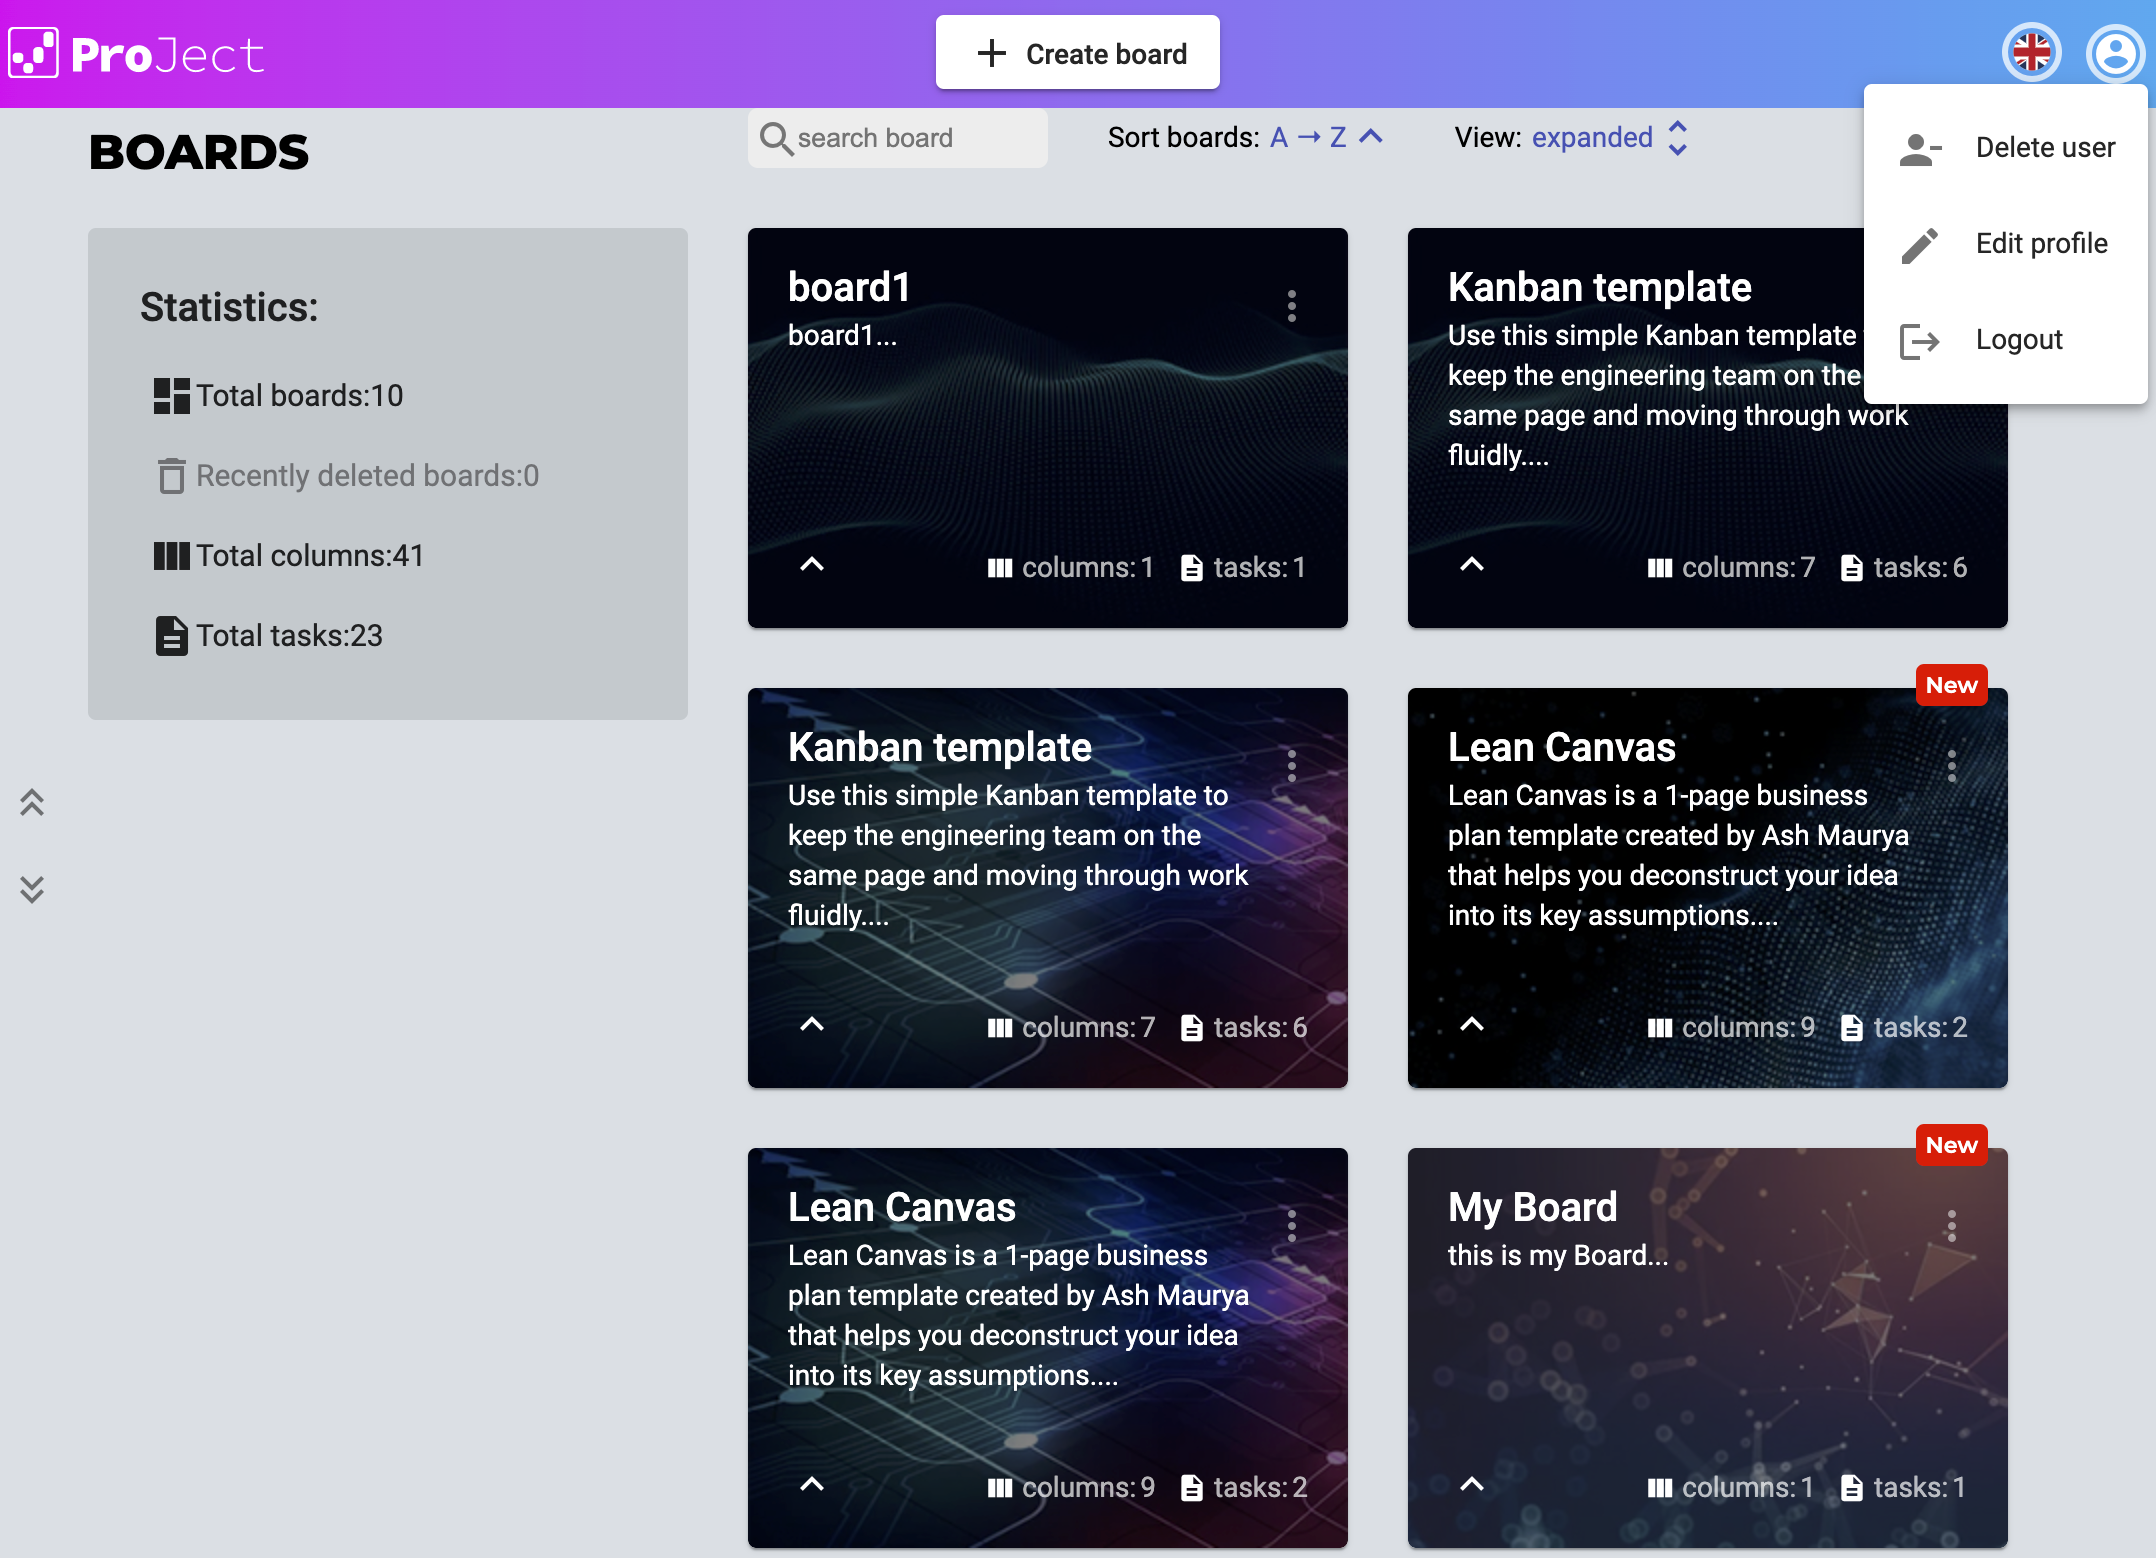 ProJect
Create board
BOARDS
search board
Sort boards: A → Z
View: expanded
Delete user
Edit profile
Logout
Statistics:
Total boards:10
Recently deleted boards:0
Total columns:41
Total tasks:23
board1
board1...
columns:1
tasks:1
Kanban template
Use this simple Kanban template
keep the engineering team on the
same page and moving through work
fluidly....
columns:7
tasks:6
Kanban template
Use this simple Kanban template to
keep the engineering team on the
same page and moving through work
fluidly....
columns:7
tasks:6
New
Lean Canvas
Lean Canvas is a 1-page business
plan template created by Ash Maurya
that helps you deconstruct your idea
into its key assumptions....
columns:9
tasks:2
Lean Canvas
Lean Canvas is a 1-page business
plan template created by Ash Maurya
that helps you deconstruct your idea
into its key assumptions....
columns:9
tasks:2
New
My Board
this is my Board...
columns:1
tasks:1